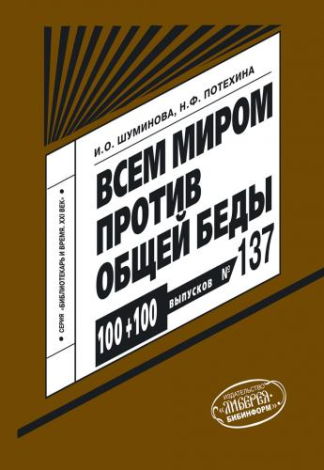 И.О. ШУМИНОВА, Н.Ф. ПОТЕХИНА
ВСЕМ МИРОМ
ПРОТИВ
ОБЩЕЙ БЕДЫ
100+100
ВЫПУСКОВ
№ 137
• СЕРИЯ «БИБЛИОТЕКАРЬ И ВРЕМЯ. XXI ВЕК» •
ИЗДАТЕЛЬСТВО
«ЛИБЕРЕЯ-
БИБИНФОРМ»